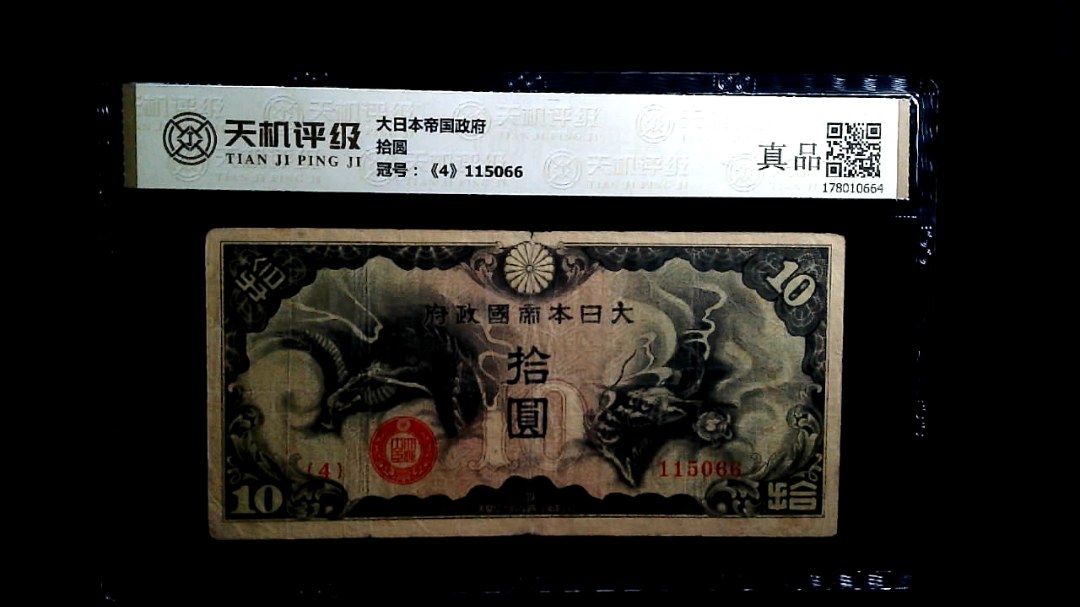 天机评级
TIAN JI PING JI
大日本帝国政府
拾圆
冠号：《4》115066
真品
178010664
拾
10
府政國帝本日大
拾
圓
10
(4)
115066
10
拾